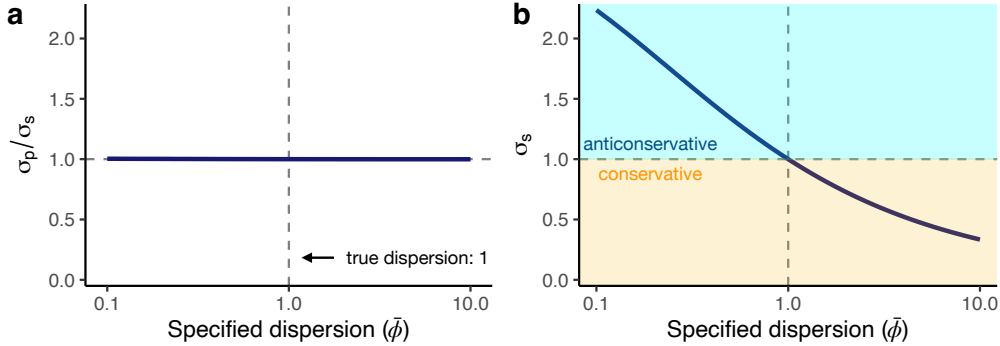 a
σp/σs
2.0
1.5
1.0
0.5
0.0
true dispersion: 1
0.1
1.0
10.0
Specified dispersion (ϕ̄)
b
σs
2.0
1.5
1.0
0.5
0.0
anticonservative
conservative
0.1
1.0
10.0
Specified dispersion (ϕ̄)